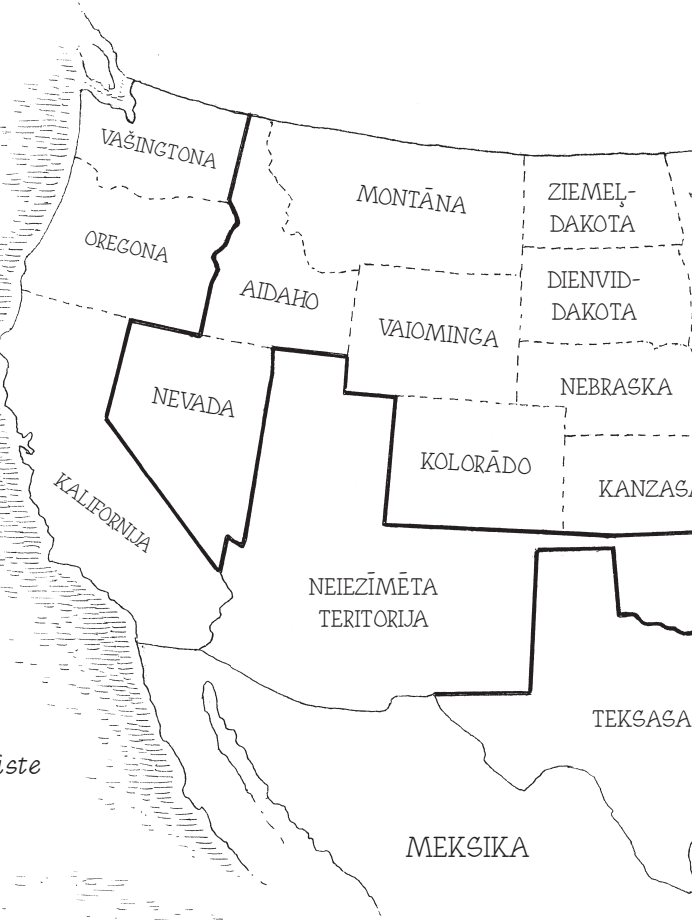 VAŠINGTONA
MONTĀNA
ZIEMEĻ-
DAKOTA
OREGONA
AIDAHO
DIENVID-
DAKOTA
VAIOMINGA
NEVADA
NEBRASKA
KOLORĀDO
KANZASA
KALIFORNIJA
NEIEZĪMĒTA
TERITORIJA
TEKSASA
MEKSIKA